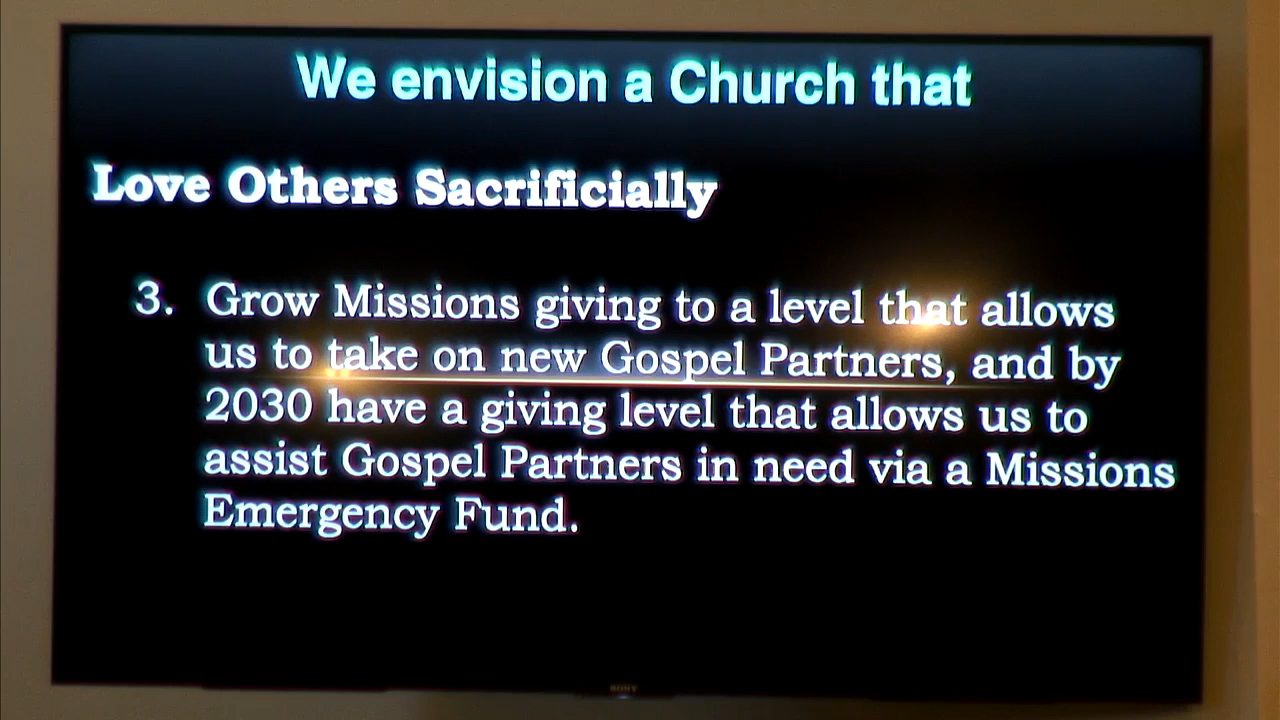 We envision a Church that
Love Others Sacrificially
3. Grow Missions giving to a level that allows
us to take on new Gospel Partners, and by
2030 have a giving level that allows us to
assist Gospel Partners in need via a Missions
Emergency Fund.
SONY